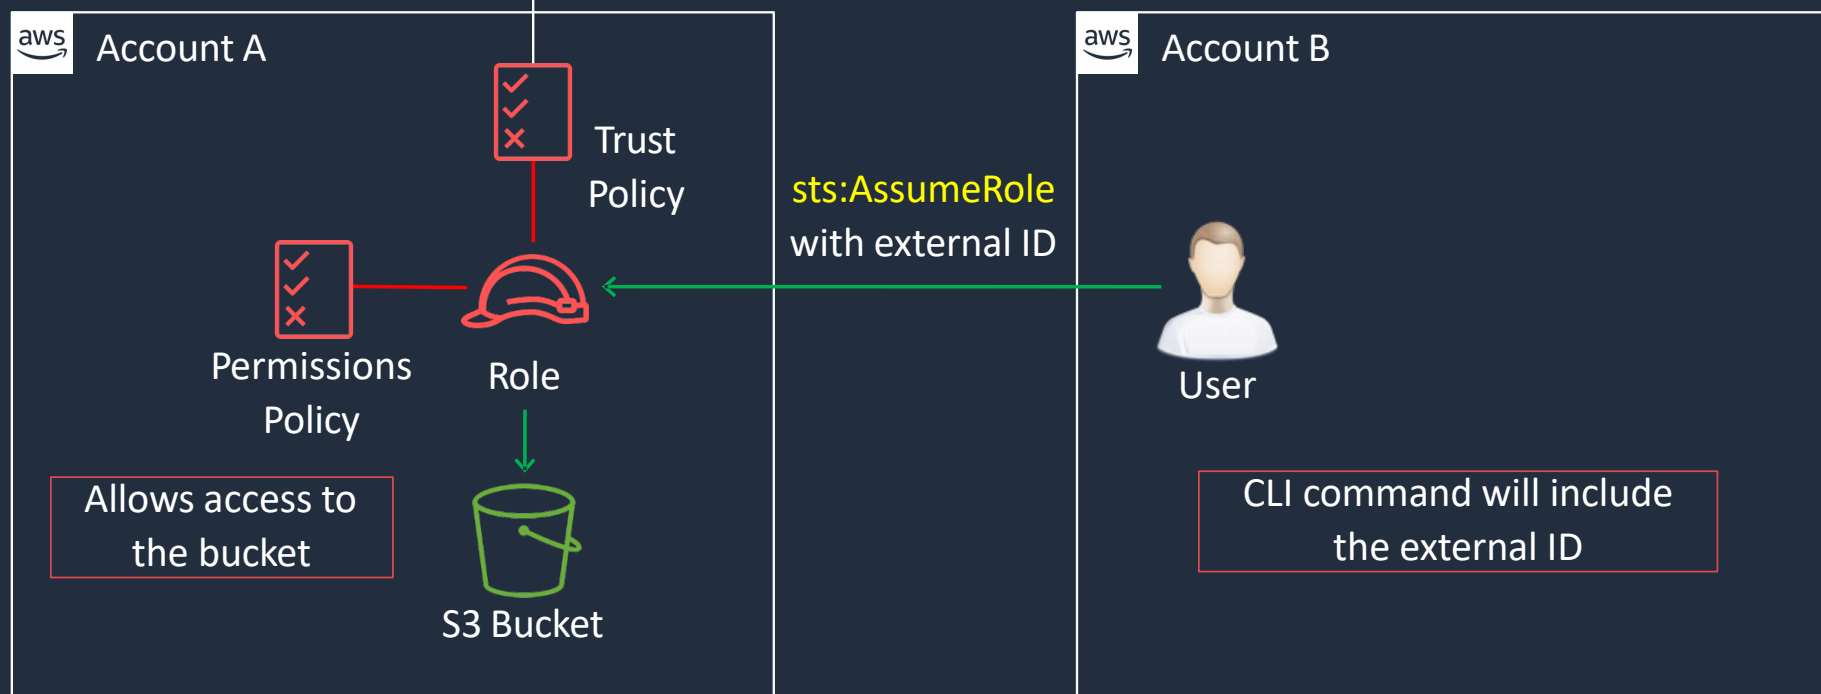 aws
Account A
Trust
Policy
Permissions
Policy
Role
Allows access to
the bucket
S3 Bucket
sts:AssumeRole
with external ID
aws
Account B
User
CLI command will include
the external ID